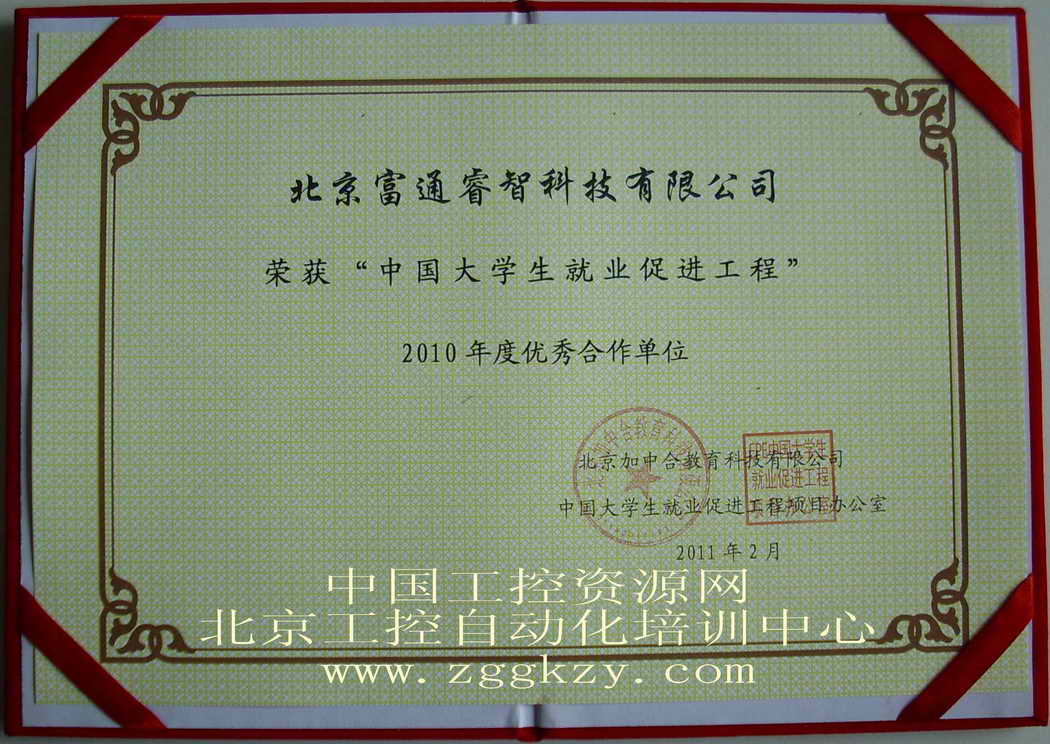 北京富通睿智科技有限公司
荣获“中国大学生就业促进工程”
2010年度优秀合作单位
北京加中合教育科技有限公司
中国大学生就业促进工程项目办公室
2011年2月
中国工控资源网
北京工控自动化培训中心
www.zggkzy.com